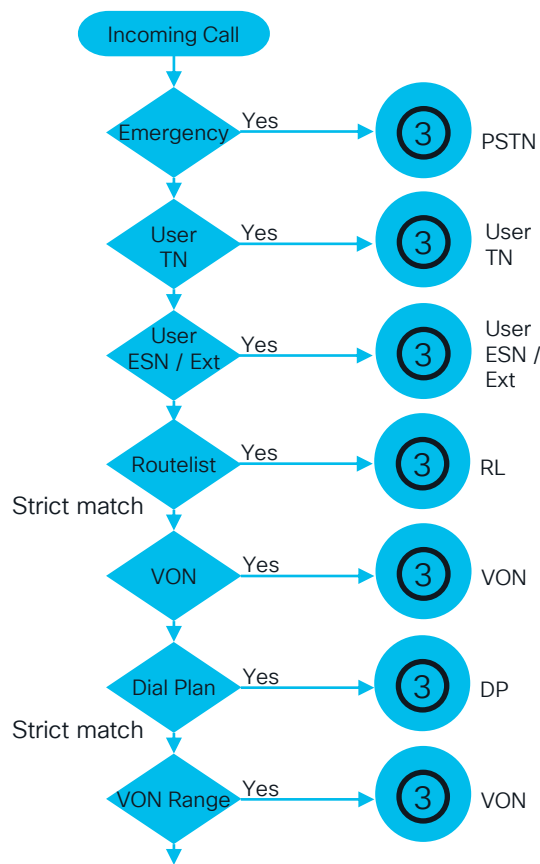 Incoming Call
Emergency
Yes
3
PSTN
User
TN
Yes
3
User
TN
User
ESN / Ext
Yes
3
User
ESN /
Ext
Routelist
Yes
3
RL
Strict match
VON
Yes
3
VON
Dial Plan
Yes
3
DP
Strict match
VON Range
Yes
3
VON